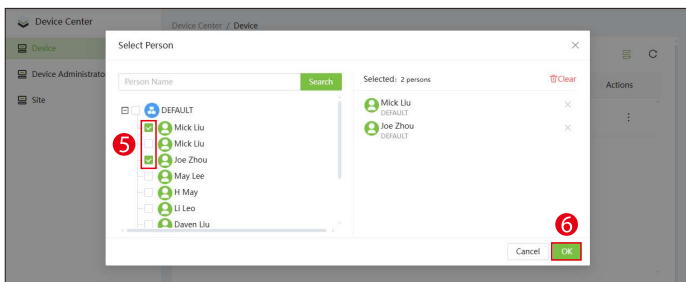 Device Center
Device Center / Device
Device
Device Administrato
Site
Actions
Select Person
Person Name
Search
DEFAULT
Mick Liu
Mick Liu
Joe Zhou
May Lee
H May
Li Leo
Daven Liu
5
Selected: 2 persons
Clear
Mick Liu
DEFAULT
Joe Zhou
DEFAULT
6
Cancel
OK